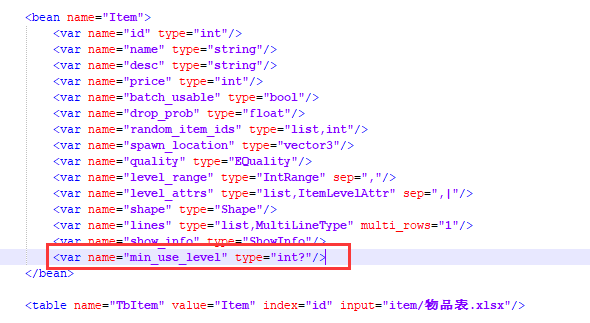 <bean name="Item">
<var name="id" type="int"/>
<var name="name" type="string"/>
<var name="desc" type="string"/>
<var name="price" type="int"/>
<var name="batch_usable" type="bool"/>
<var name="drop_prob" type="float"/>
<var name="random_item_ids" type="list,int"/>
<var name="spawn_location" type="vector3"/>
<var name="quality" type="EQuality"/>
<var name="level_range" type="IntRange" sep=","/>
<var name="level_attrs" type="list,ItemLevelAttr" sep=",|"/>
<var name="shape" type="Shape"/>
<var name="lines" type="list,MultiLineType" multi_rows="1"/>
<var name="show_info" type="ShowInfo"/>
<var name="min_use_level" type="int?"/>
</bean>
<table name="TbItem" value="Item" index="id" input="item/物品表.xlsx"/>